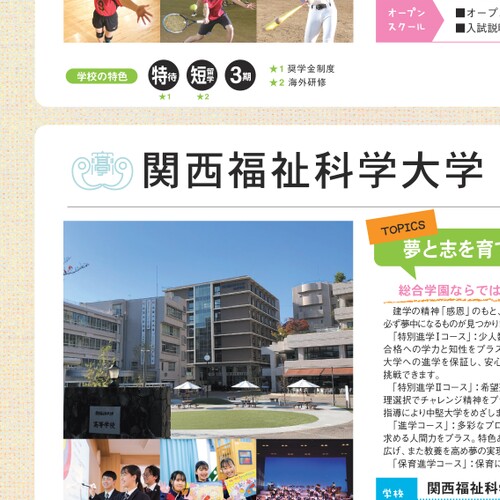 オープン
スクール
■オープ
■入試説明
学校の特色
特待
★1
短留学
★2
3期
★1 奨学金制度
★2 海外研修
関西福祉科学大学
高等学校
TOPICS
夢と志を育て
総合学園ならでは
建学の精神「感恩」のもと、
必ず夢中になるものが見つかり
「特別進学Ⅰコース」：少人数
合格への学力と知性をプラス
大学への進学を保証し、安心
挑戦できます。
「特別進学Ⅱコース」：希望
理選択でチャレンジ精神をプ
指導により中堅大学をめざしま
「進学コース」：多彩なプロ
求める人間力をプラス。特色あ
広げ、また教養を高め夢の実現
「保育進学コース」：保育に
学校
関西福祉科